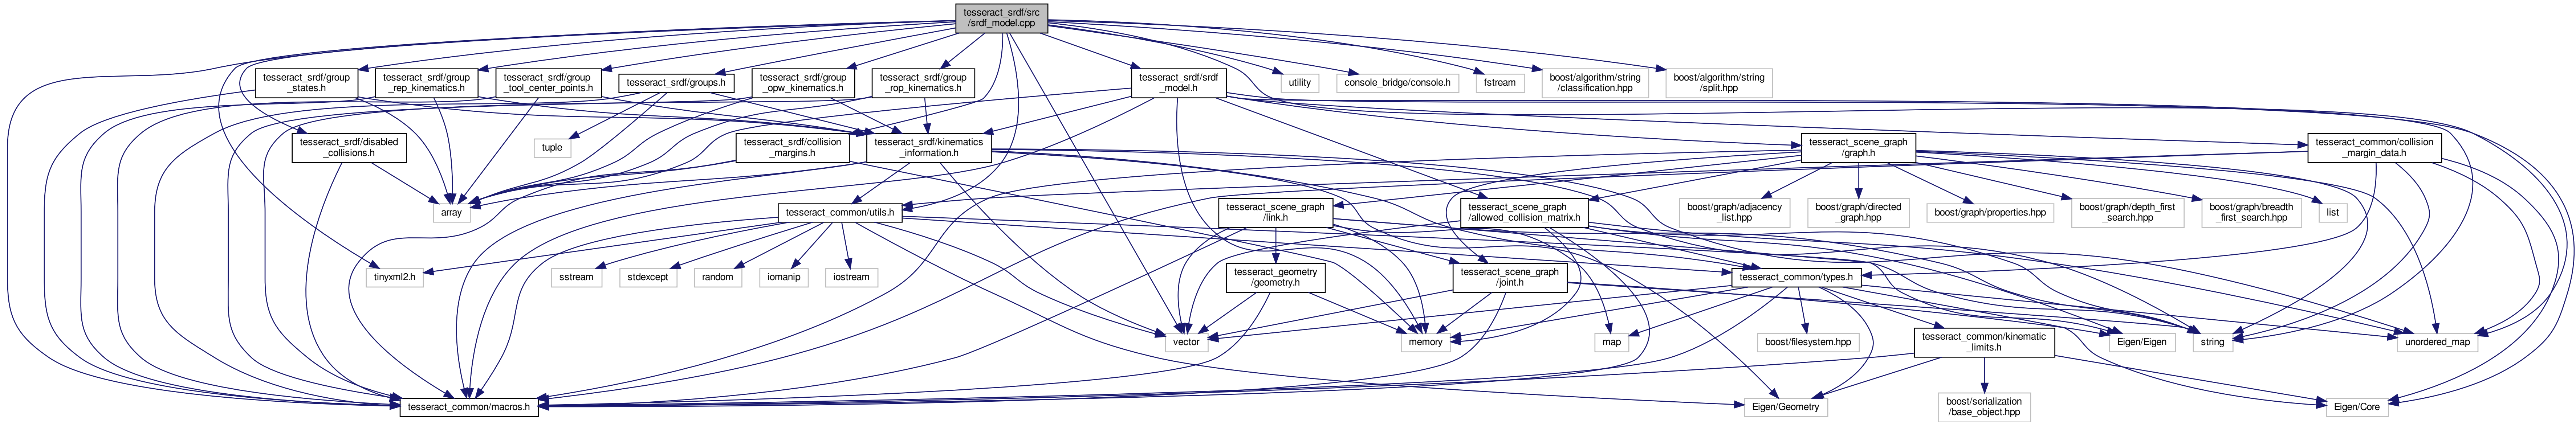 tesseract_srdf/src
/srdf_model.cpp
tesseract_srdf/group
_states.h
tesseract_srdf/group
_rep_kinematics.h
tesseract_srdf/group
_tool_center_points.h
tesseract_srdf/groups.h
tesseract_srdf/group
_opw_kinematics.h
tesseract_srdf/group
_rop_kinematics.h
tesseract_srdf/srdf
_model.h
utility
console_bridge/console.h
fstream
boost/algorithm/string
/classification.hpp
boost/algorithm/string
/split.hpp
tesseract_srdf/disabled
_collisions.h
tuple
tesseract_srdf/collision
_margins.h
tesseract_srdf/kinematics
_information.h
tesseract_scene_graph
/graph.h
tesseract_common/collision
_margin_data.h
array
tesseract_common/utils.h
tesseract_scene_graph
/link.h
tesseract_scene_graph
/allowed_collision_matrix.h
boost/graph/adjacency
_list.hpp
boost/graph/directed
_graph.hpp
boost/graph/properties.hpp
boost/graph/depth_first
_search.hpp
boost/graph/breadth
_first_search.hpp
list
tinyxml2.h
sstream
stdexcept
random
iomanip
iostream
tesseract_geometry
/geometry.h
tesseract_scene_graph
/joint.h
tesseract_common/types.h
vector
memory
map
boost/filesystem.hpp
tesseract_common/kinematic
_limits.h
Eigen/Eigen
string
unordered_map
tesseract_common/macros.h
Eigen/Geometry
boost/serialization
/base_object.hpp
Eigen/Core